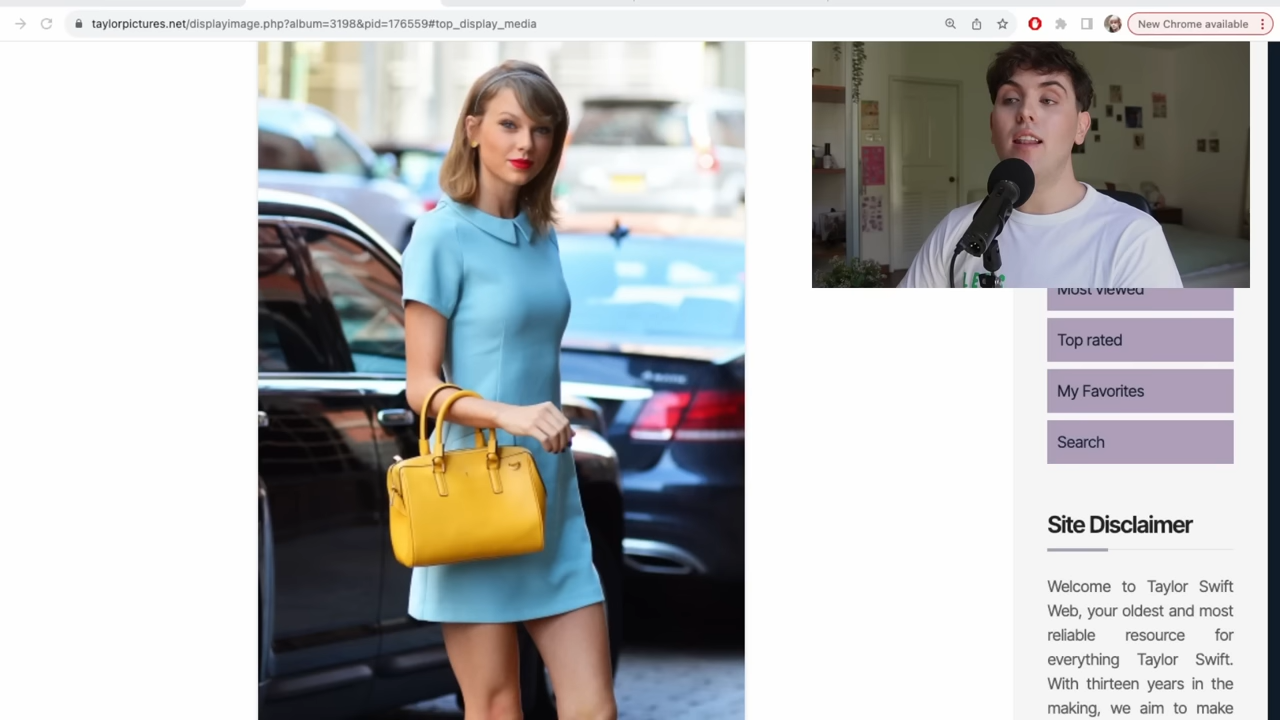 taylorpictures.net/displayimage.php?album=3198&pid=176559#top_display_media
New Chrome available
Most viewed
Top rated
My Favorites
Search
Site Disclaimer
Welcome to Taylor Swift
Web, your oldest and most
reliable resource for
everything Taylor Swift.
With thirteen years in the
making, we aim to make